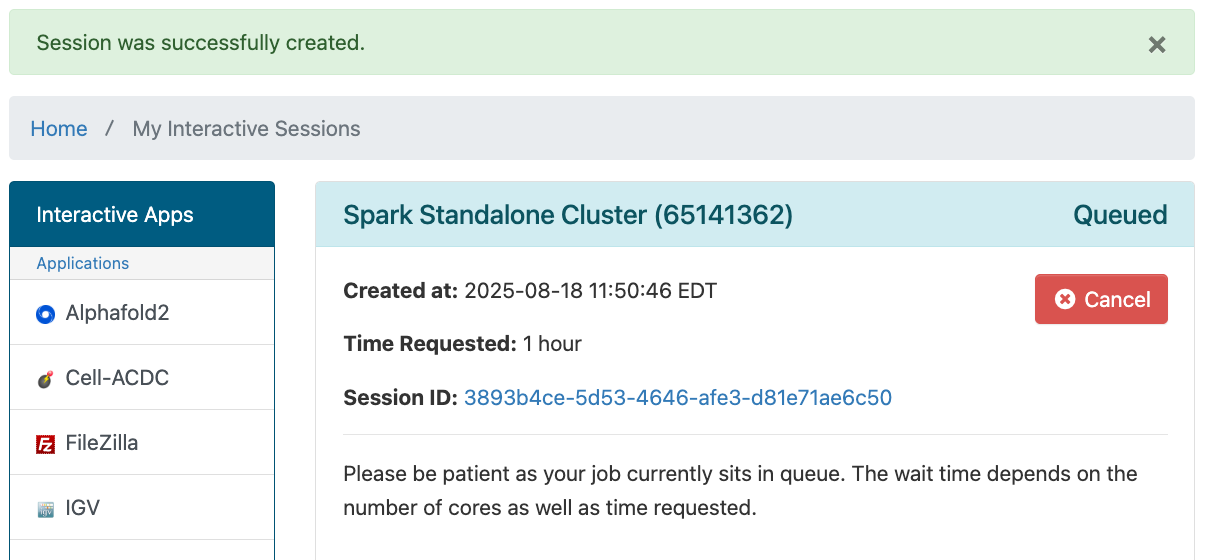 Session was successfully created.
Home / My Interactive Sessions
Interactive Apps
Applications
Alphafold2
Cell-ACDC
FileZilla
IGV
Spark Standalone Cluster (65141362) Queued
Created at: 2025-08-18 11:50:46 EDT
Cancel
Time Requested: 1 hour
Session ID: 3893b4ce-5d53-4646-afe3-d81e71ae6c50
Please be patient as your job currently sits in queue. The wait time depends on the
number of cores as well as time requested.